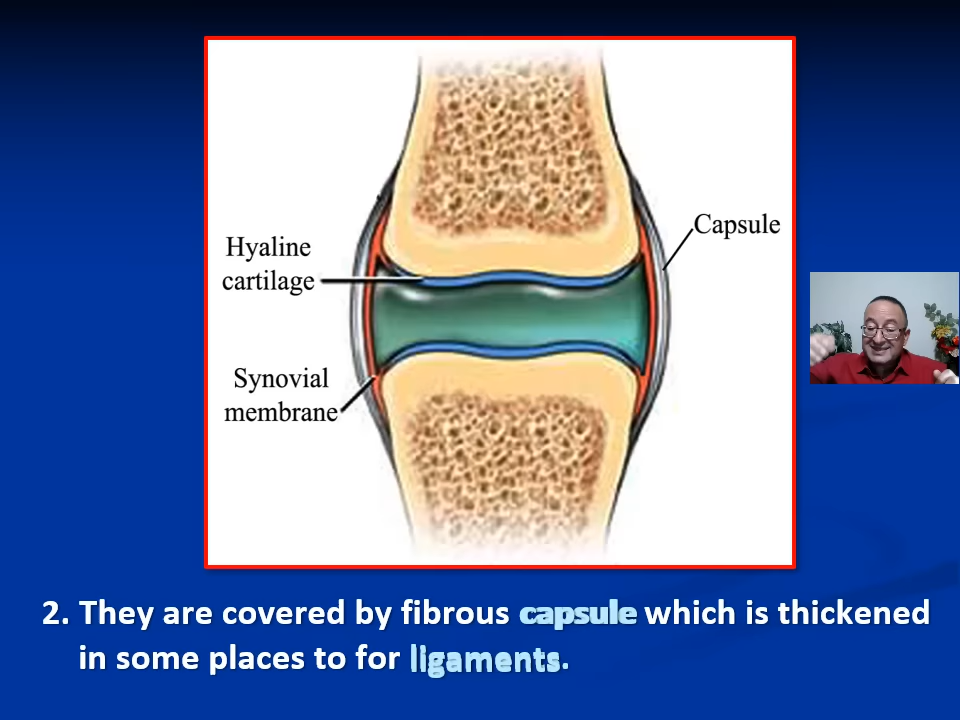 Hyaline
cartilage
Capsule
Synovial
membrane
2. They are covered by fibrous capsule which is thickened
in some places to for ligaments.